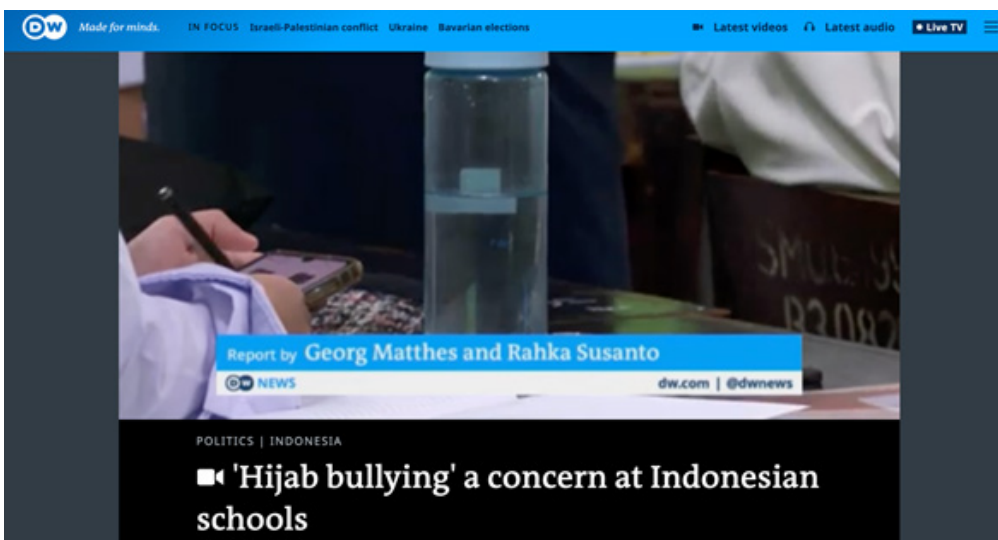 DW Made for minds. IN FOCUS Israeli-Palestinian conflict Ukraine Bavarian elections Latest videos Latest audio Live TV
Report by Georg Matthes and Rahka Susanto
DW NEWS dw.com | @dwnews
POLITICS | INDONESIA
'Hijab bullying' a concern at Indonesian
schools